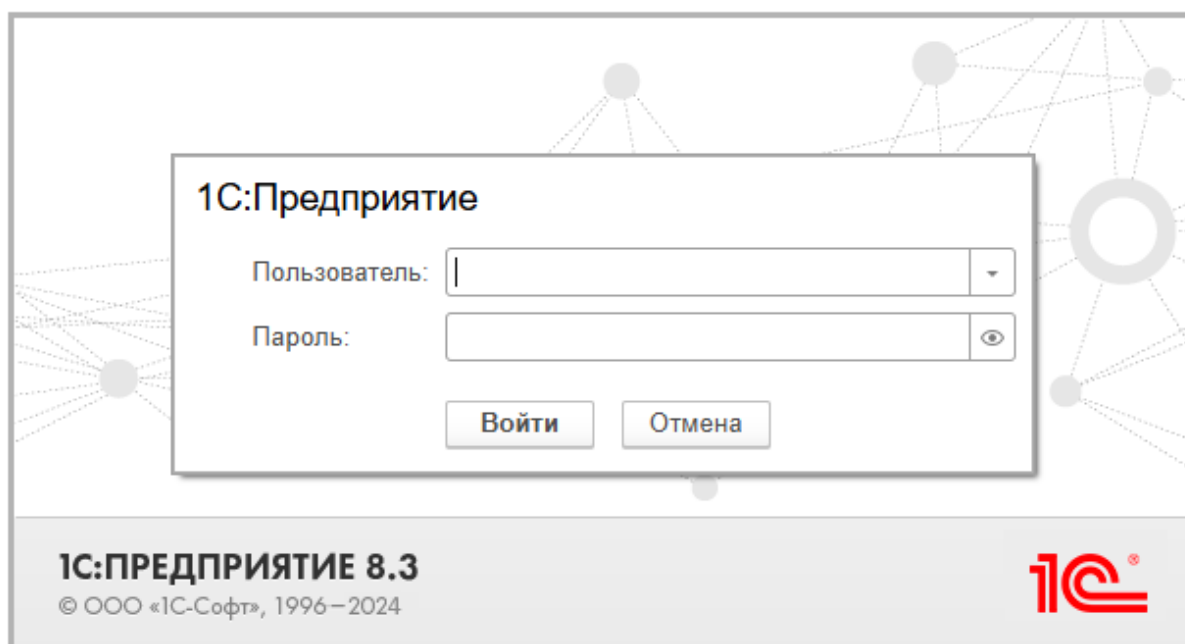 1С:Предприятие
Пользователь:
Пароль:
Войти Отмена
1С:ПРЕДПРИЯТИЕ 8.3
© ООО «1С-Софт», 1996–2024
1С®